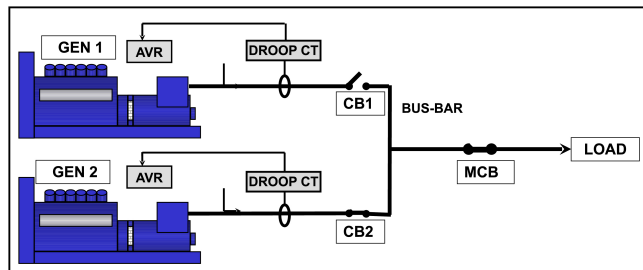 GEN 1
AVR
DROOP CT
CB1
BUS-BAR
MCB
LOAD
GEN 2
AVR
DROOP CT
CB2